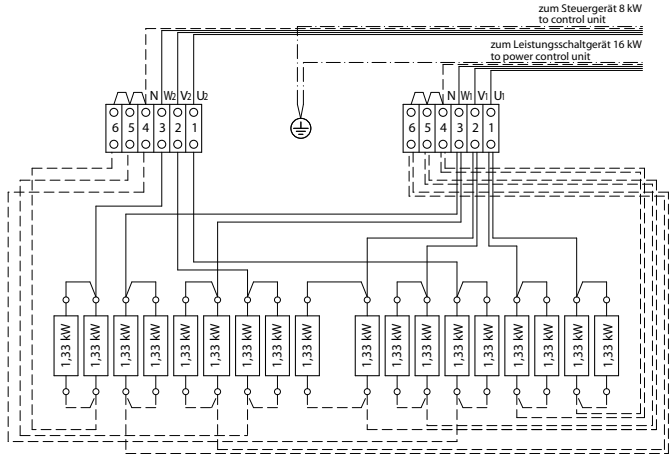 zum Steuergerät 8 kW
to control unit
zum Leistungsschaltgerät 16 kW
to power control unit
N W2 V2 U2
6 5 4 3 2 1
N W1 V1 U1
6 5 4 3 2 1
1,33 kW 1,33 kW 1,33 kW 1,33 kW 1,33 kW 1,33 kW 1,33 kW 1,33 kW 1,33 kW 1,33 kW 1,33 kW 1,33 kW 1,33 kW 1,33 kW 1,33 kW 1,33 kW 1,33 kW 1,33 kW